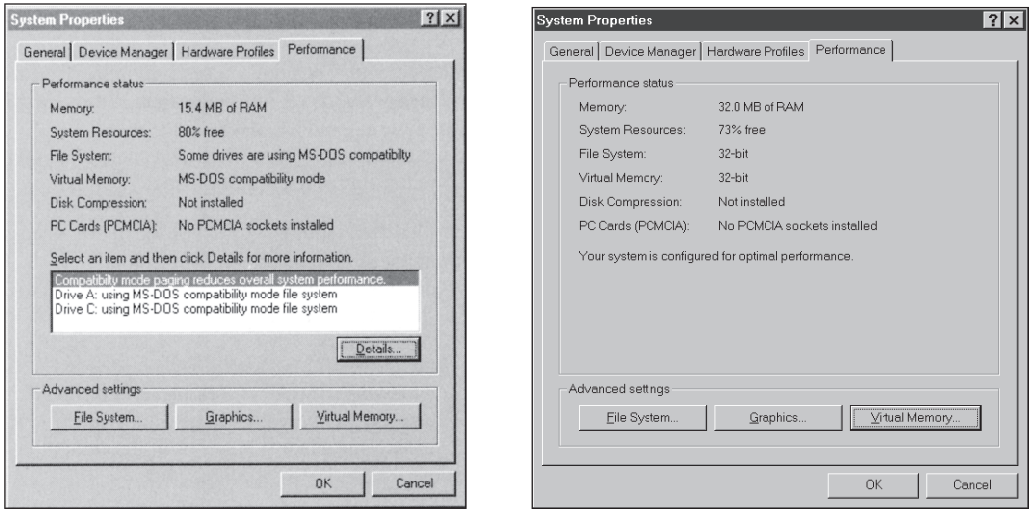 System Properties
General Device Manager Hardware Profiles Performance
Performance status
Memory: 15.4 MB of RAM
System Resources: 80% free
File System: Some drives are using MS-DOS compatiblty
Virtual Memory: MS-DOS compatibility mode
Disk Compression: Not installed
PC Cards (PCMCIA): No PCMCIA sockets installed
Select an item and then click Details for more information.
Compatibity mode paging reduces overall system performance.
Drive A: using MS-DOS compatibility mode file system
Drive C: using MS-DOS compatibility mode file system
Details...
Advanced settings
File System... Graphics... Virtual Memory...
OK Cancel
System Properties
General Device Manager Hardware Profiles Performance
Performance status
Memory: 32.0 MB of RAM
System Resources: 73% free
File System: 32-bit
Virtual Memory: 32-bit
Disk Compression: Not installed
PC Cards (PCMCIA): No PCMCIA sockets installed
Your system is configured for optimal performance.
Advanced settngs
File System... Graphics... Virtual Memory...
OK Cancel